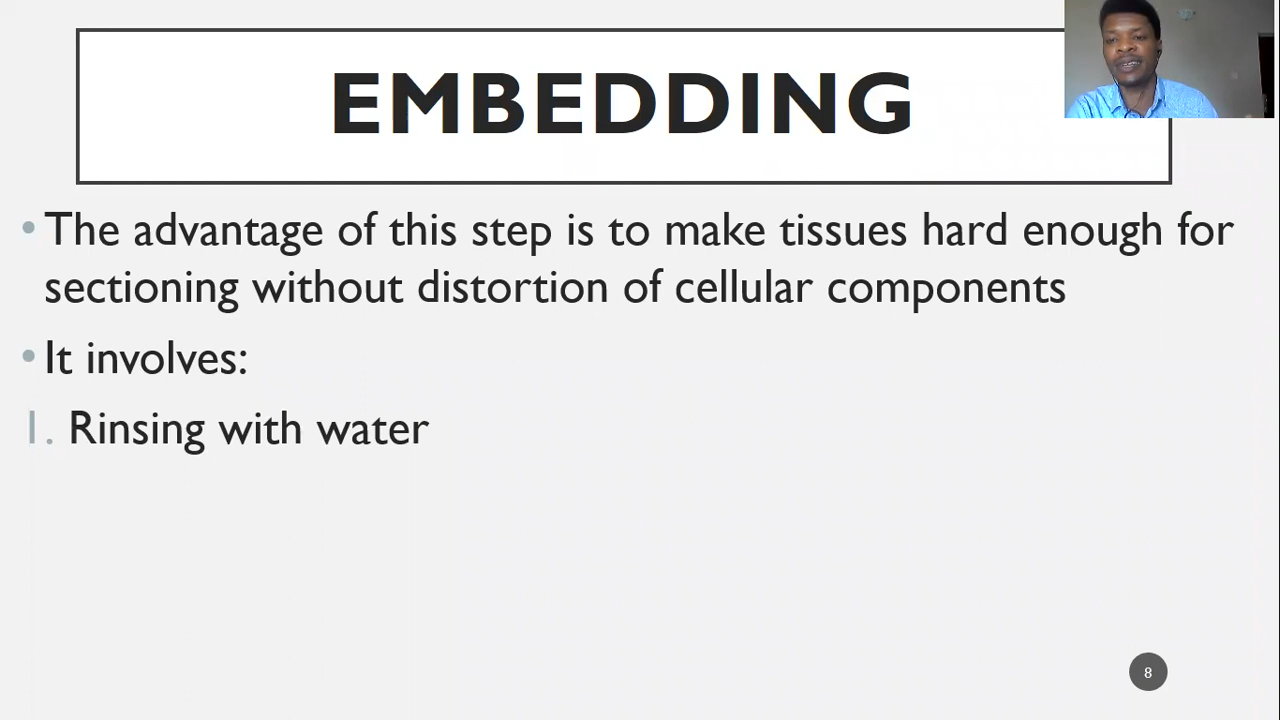 EMBEDDING
• The advantage of this step is to make tissues hard enough for
sectioning without distortion of cellular components
• It involves:
1. Rinsing with water
8